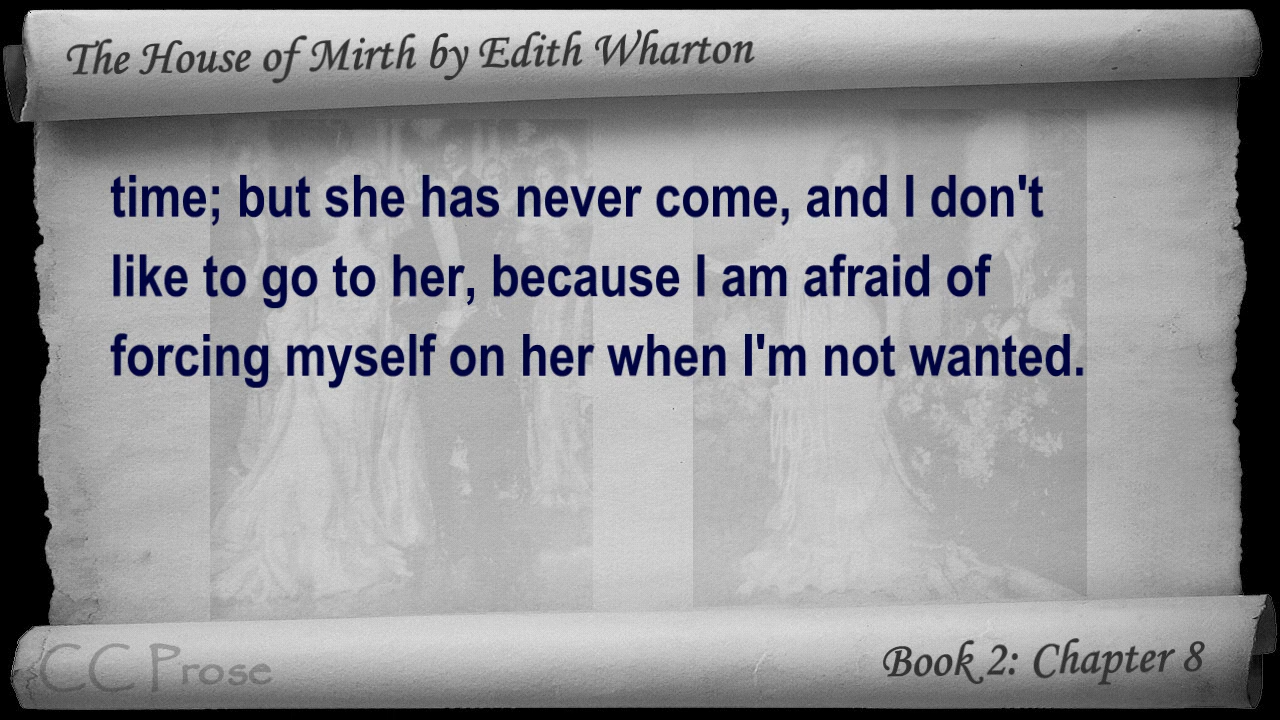 The House of Mirth by Edith Wharton
time; but she has never come, and I don't
like to go to her, because I am afraid of
forcing myself on her when I'm not wanted.
CC Prose
Book 2: Chapter 8